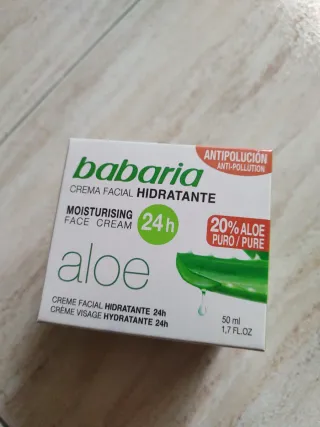 ANTIPOLUCIÓN
ANTI-POLLUTION
babaria
CREMA FACIAL HIDRATANTE
MOISTURISING
FACE CREAM
24h
20% ALOE
PURO / PURE
aloe
CREME FACIAL HIDRATANTE 24h
CRÈME VISAGE HYDRATANTE 24h
50 ml
1,7 FL.OZ